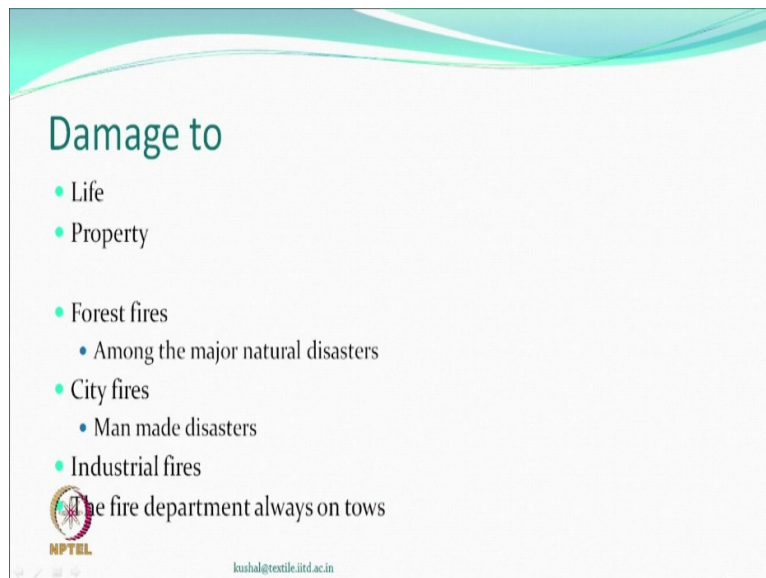 Damage to
Life
Property
Forest fires
Among the major natural disasters
City fires
Man made disasters
Industrial fires
The fire department always on tows
NPTEL
kushal@textile.iitd.ac.in